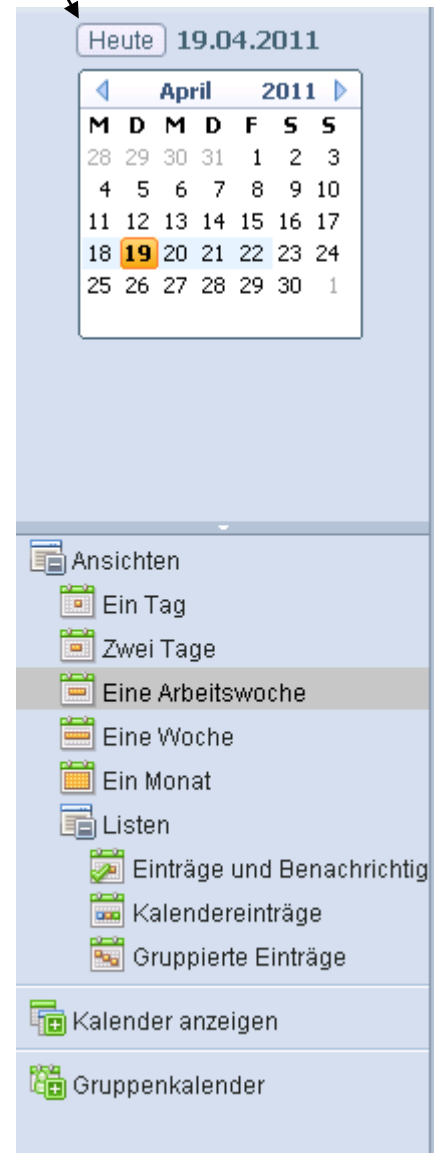 Heute 19.04.2011
April 2011
M D M D F S S
28 29 30 31 1 2 3
4 5 6 7 8 9 10
11 12 13 14 15 16 17
18 19 20 21 22 23 24
25 26 27 28 29 30 1
Ansichten
Ein Tag
Zwei Tage
Eine Arbeitswoche
Eine Woche
Ein Monat
Listen
Einträge und Benachrichtig
Kalendereinträge
Gruppierte Einträge
Kalender anzeigen
Gruppenkalender